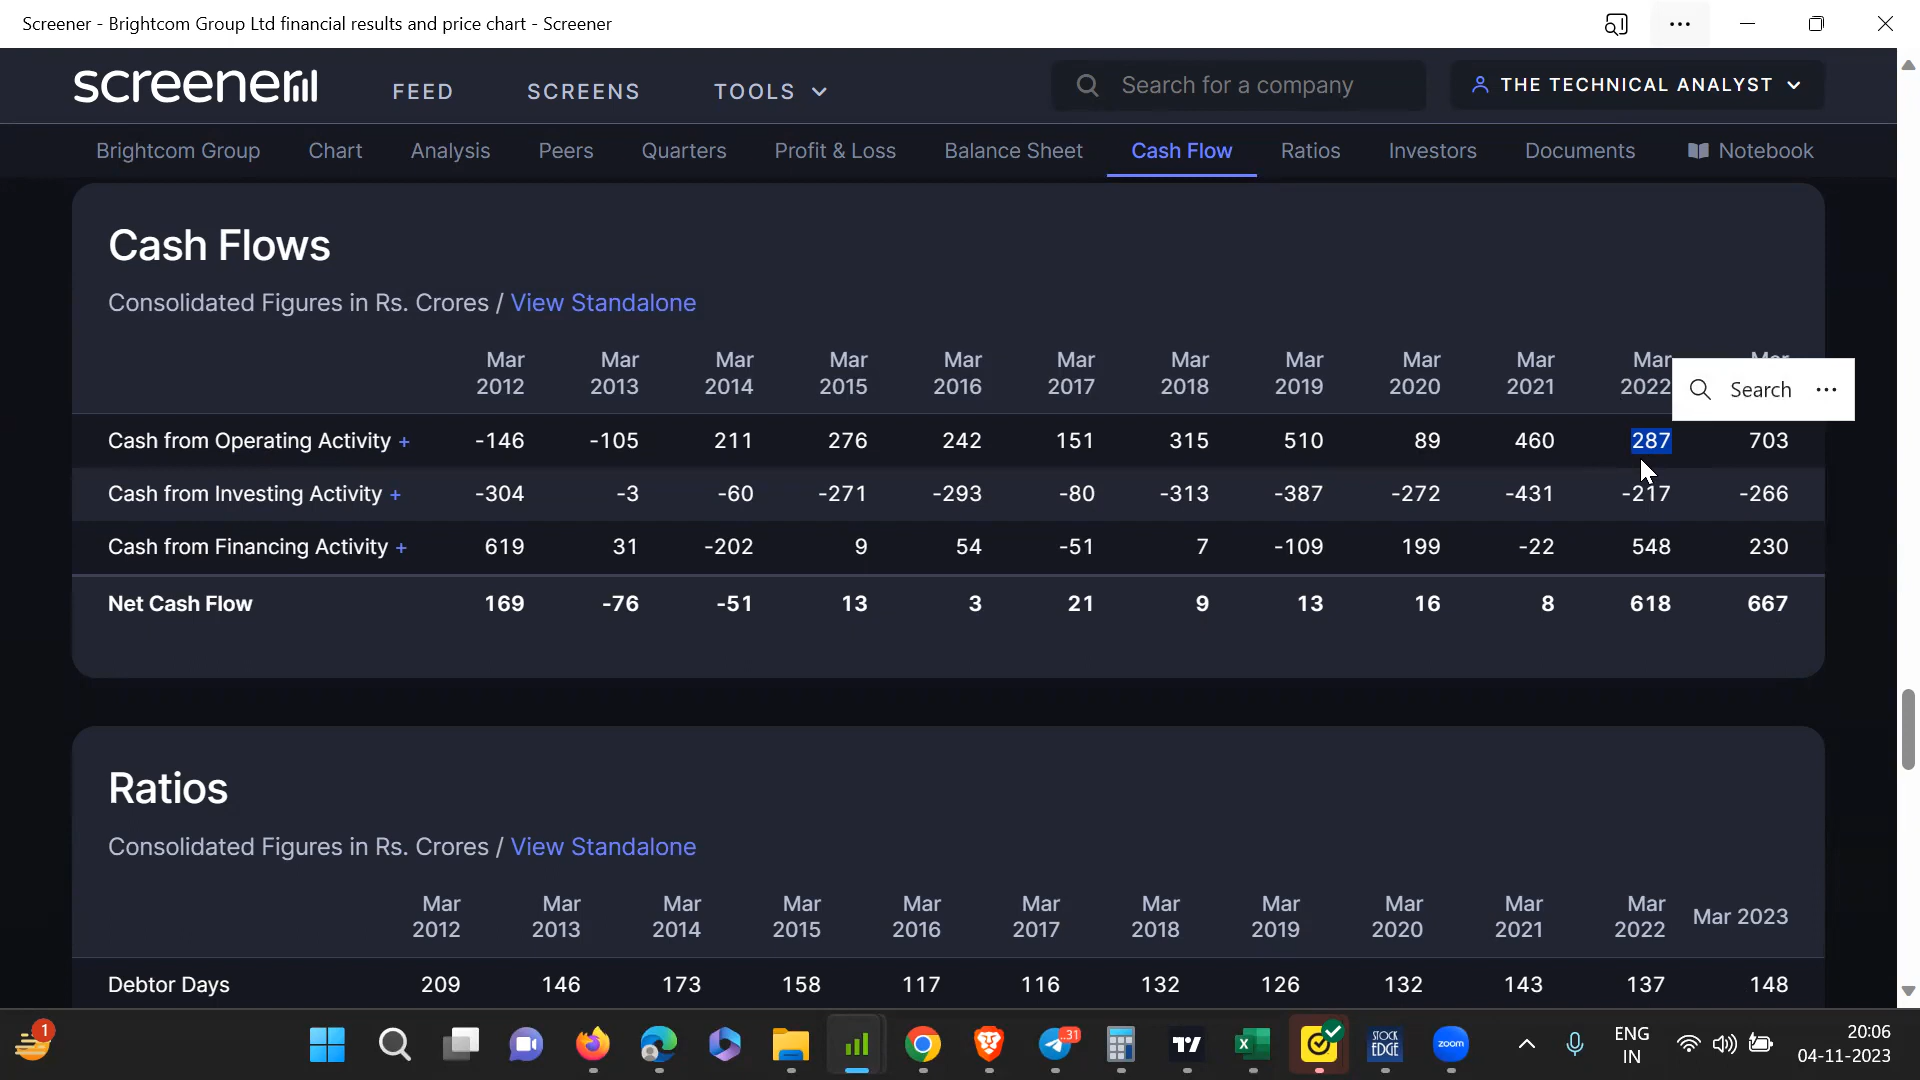 Screener - Brightcom Group Ltd financial results and price chart - Screener
screener
FEED SCREENS TOOLS
Search for a company
THE TECHNICAL ANALYST
Brightcom Group Chart Analysis Peers Quarters Profit & Loss Balance Sheet Cash Flow Ratios Investors Documents Notebook
Cash Flows
Consolidated Figures in Rs. Crores / View Standalone
Mar 2012 Mar 2013 Mar 2014 Mar 2015 Mar 2016 Mar 2017 Mar 2018 Mar 2019 Mar 2020 Mar 2021 Mar 2022
Search ...
Cash from Operating Activity + -146 -105 211 276 242 151 315 510 89 460 287 703
Cash from Investing Activity + -304 -3 -60 -271 -293 -80 -313 -387 -272 -431 -217 -266
Cash from Financing Activity + 619 31 -202 9 54 -51 7 -109 199 -22 548 230
Net Cash Flow 169 -76 -51 13 3 21 9 13 16 8 618 667
Ratios
Consolidated Figures in Rs. Crores / View Standalone
Mar 2012 Mar 2013 Mar 2014 Mar 2015 Mar 2016 Mar 2017 Mar 2018 Mar 2019 Mar 2020 Mar 2021 Mar 2022 Mar 2023
Debtor Days 209 146 173 158 117 116 132 126 132 143 137 148
1
31
STOCK EDGE
zoom
ENG
IN
20:06
04-11-2023